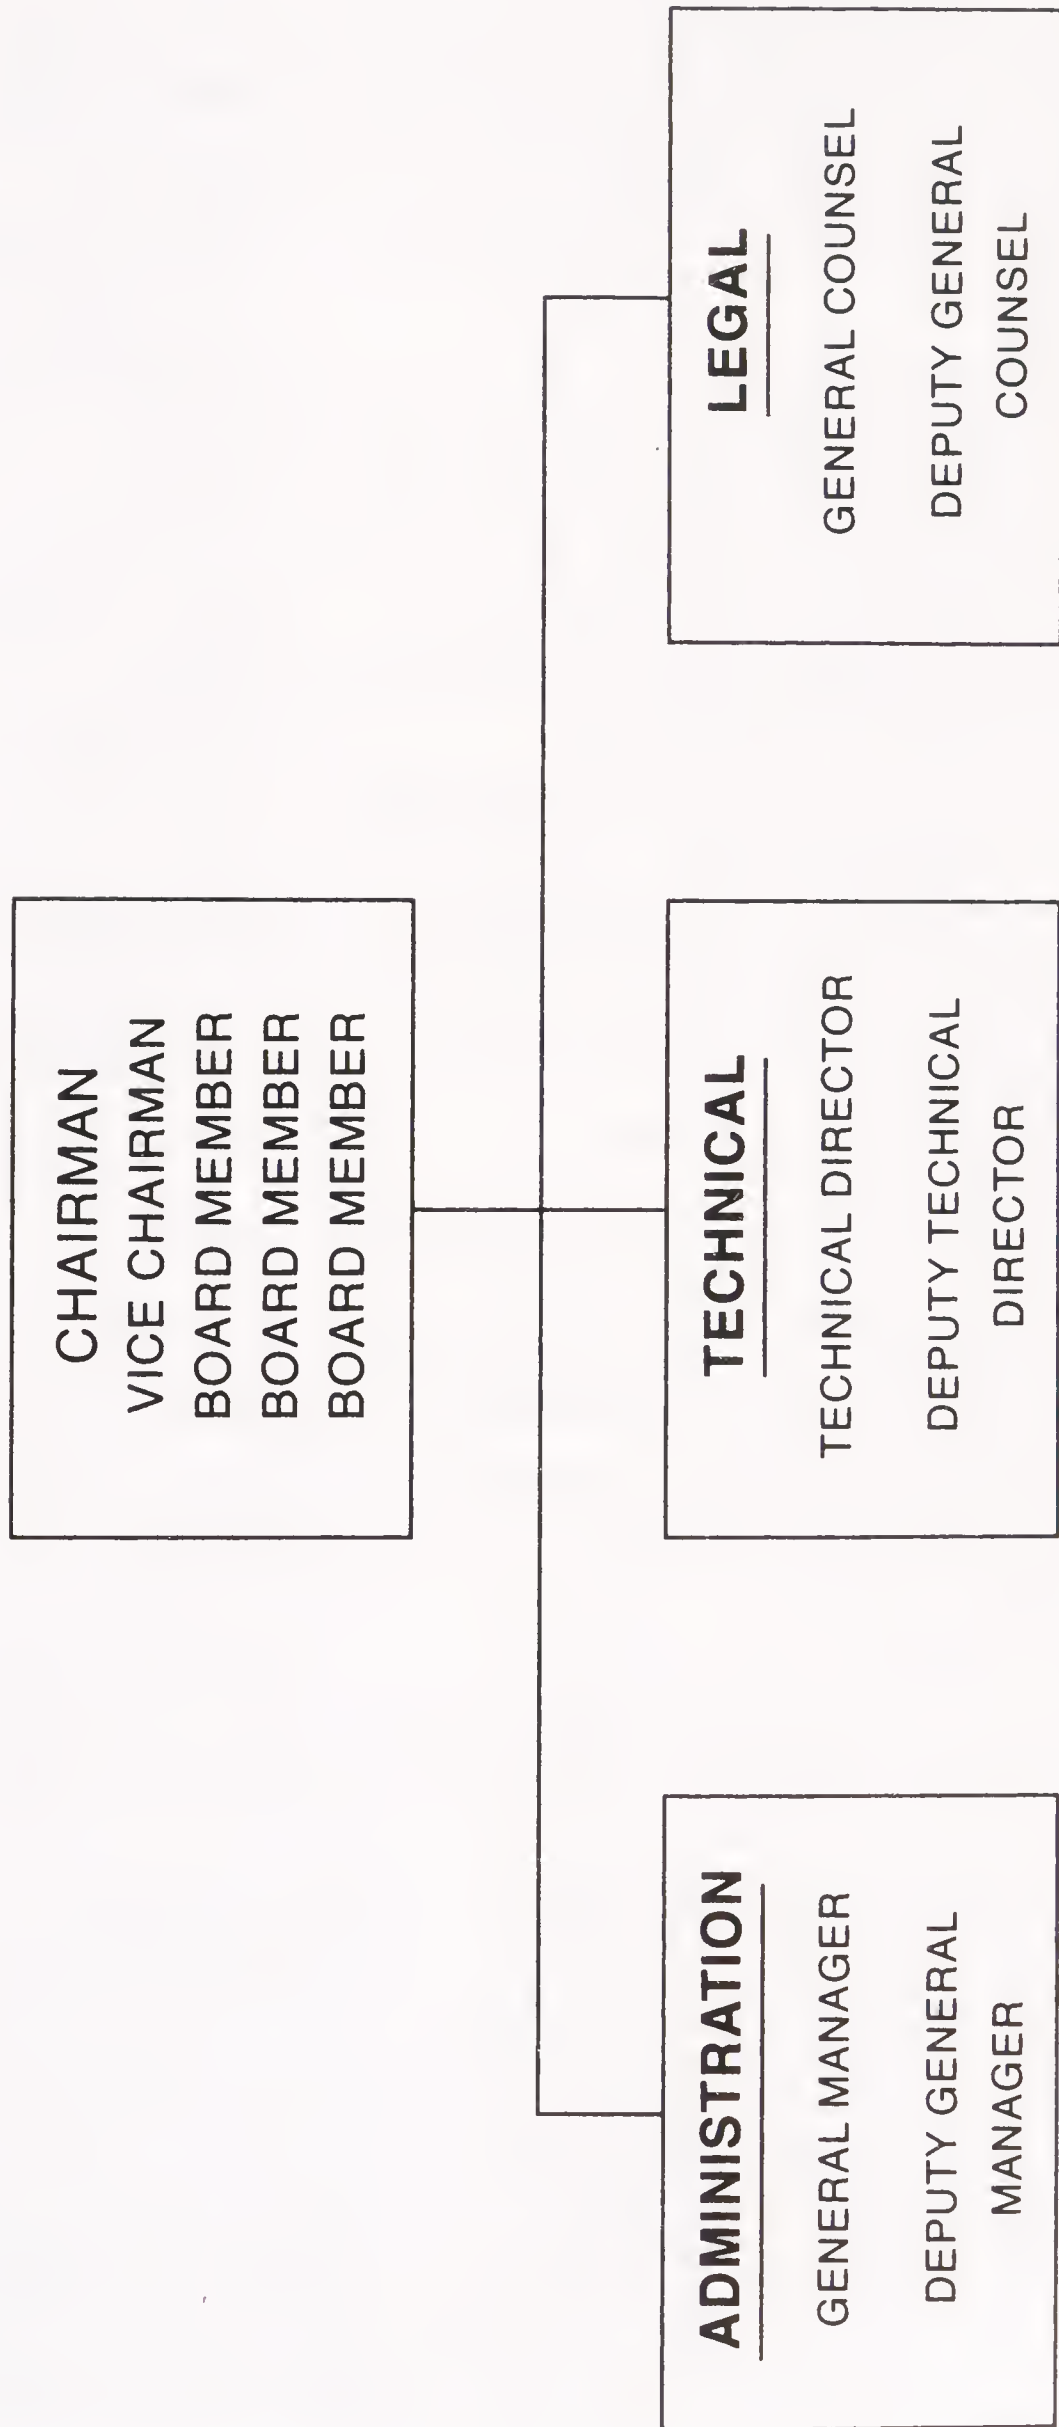 CHAIRMAN
VICE CHAIRMAN
BOARD MEMBER
BOARD MEMBER
BOARD MEMBER
ADMINISTRATION
GENERAL MANAGER
DEPUTY GENERAL
MANAGER
TECHNICAL
TECHNICAL DIRECTOR
DEPUTY TECHNICAL
DIRECTOR
LEGAL
GENERAL COUNSEL
DEPUTY GENERAL
COUNSEL